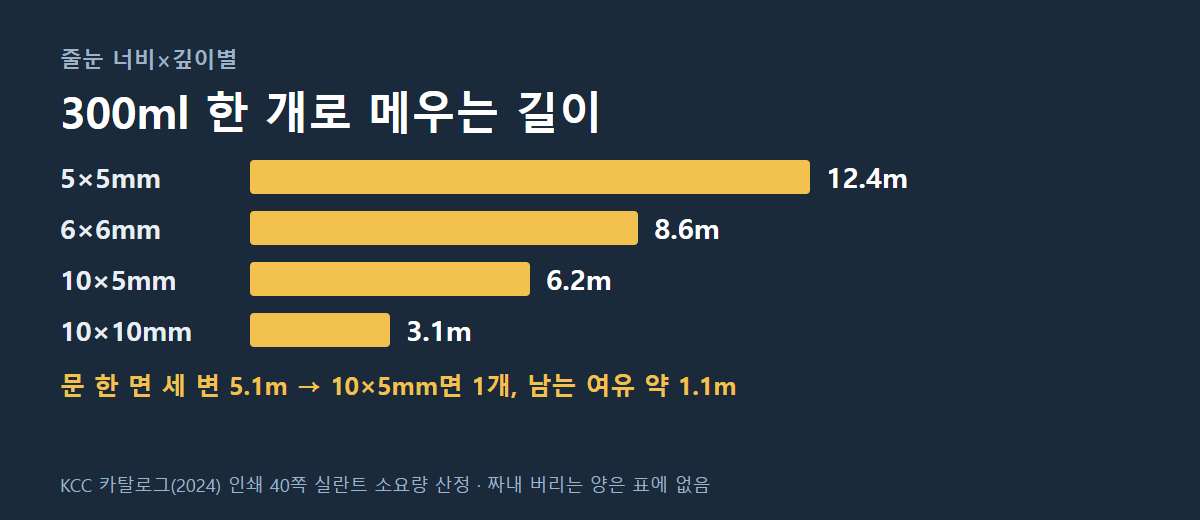 줄눈 너비×깊이별
300ml 한 개로 메우는 길이
5×5mm 12.4m
6×6mm 8.6m
10×5mm 6.2m
10×10mm 3.1m
문 한 면 세 변 5.1m → 10×5mm면 1개, 남는 여유 약 1.1m
KCC 카탈로그(2024) 인쇄 40쪽 실란트 소요량 산정 · 짜내 버리는 양은 표에 없음